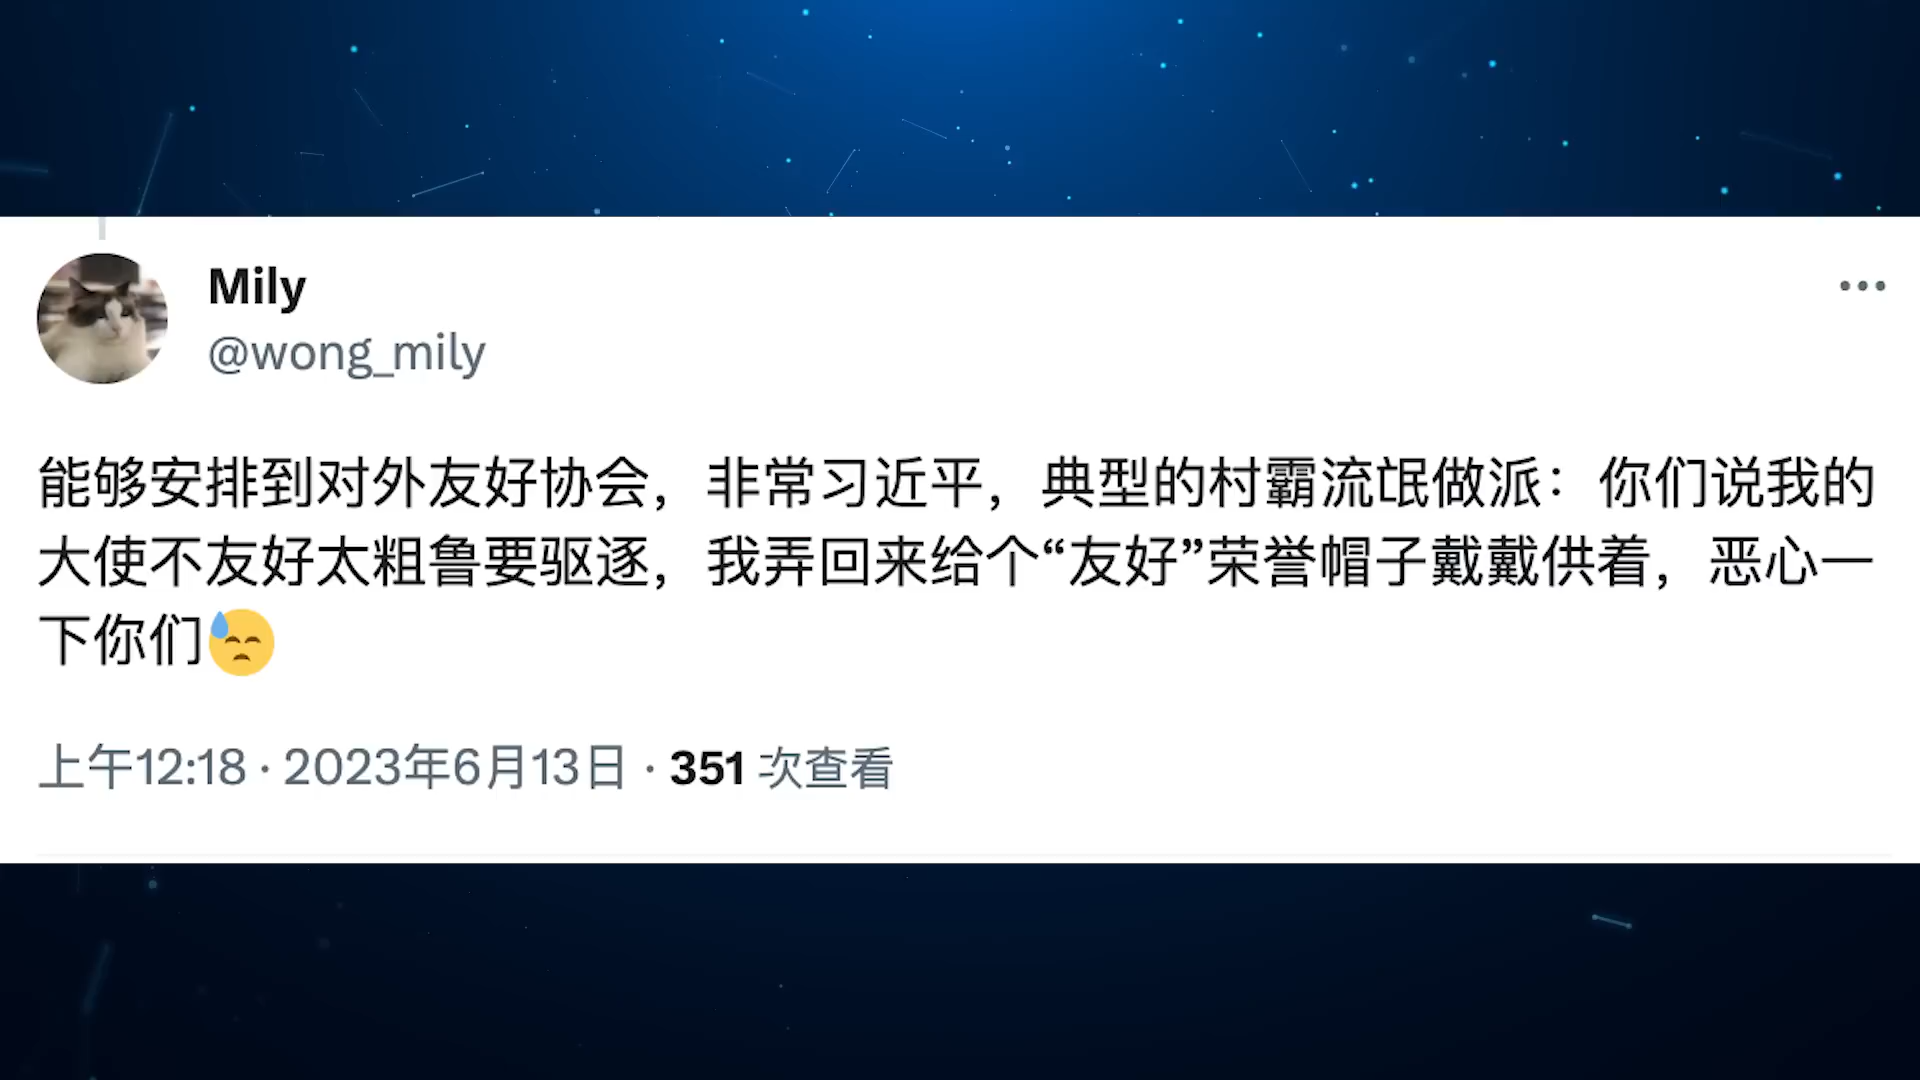 Mily
@wong_mily
能够安排到对外友好协会，非常习近平，典型的村霸流氓做派：你们说我的
大使不友好太粗鲁要驱逐，我弄回来给个“友好”荣誉帽子戴戴供着，恶心一
下你们😓
上午12:18 · 2023年6月13日 · 351 次查看